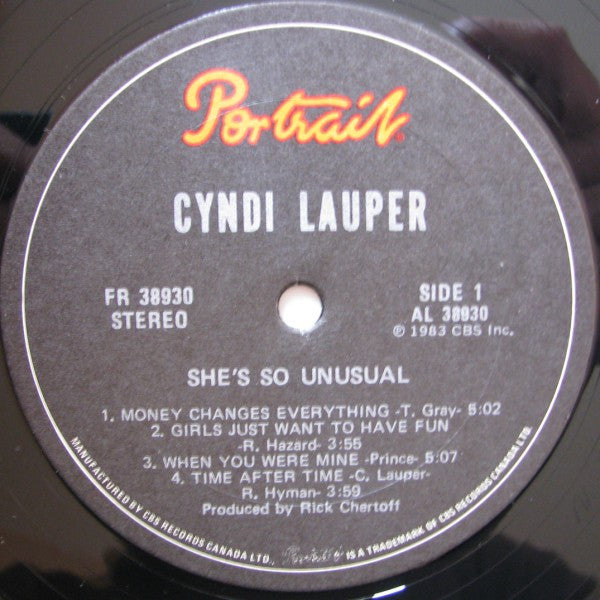 Portrait
CYNDI LAUPER
FR 38930
STEREO
SIDE 1
AL 38930
© 1983 CBS Inc.
SHE'S SO UNUSUAL
1. MONEY CHANGES EVERYTHING -T. Gray- 5:02
2. GIRLS JUST WANT TO HAVE FUN
-R. Hazard- 3:55
3. WHEN YOU WERE MINE -Prince- 5:07
4. TIME AFTER TIME -C. Lauper-
R. Hyman- 3:59
Produced by Rick Chertoff
MANUFACTURED BY CBS RECORDS CANADA LTD.
IS A TRADEMARK OF CBS RECORDS CANADA LTD.